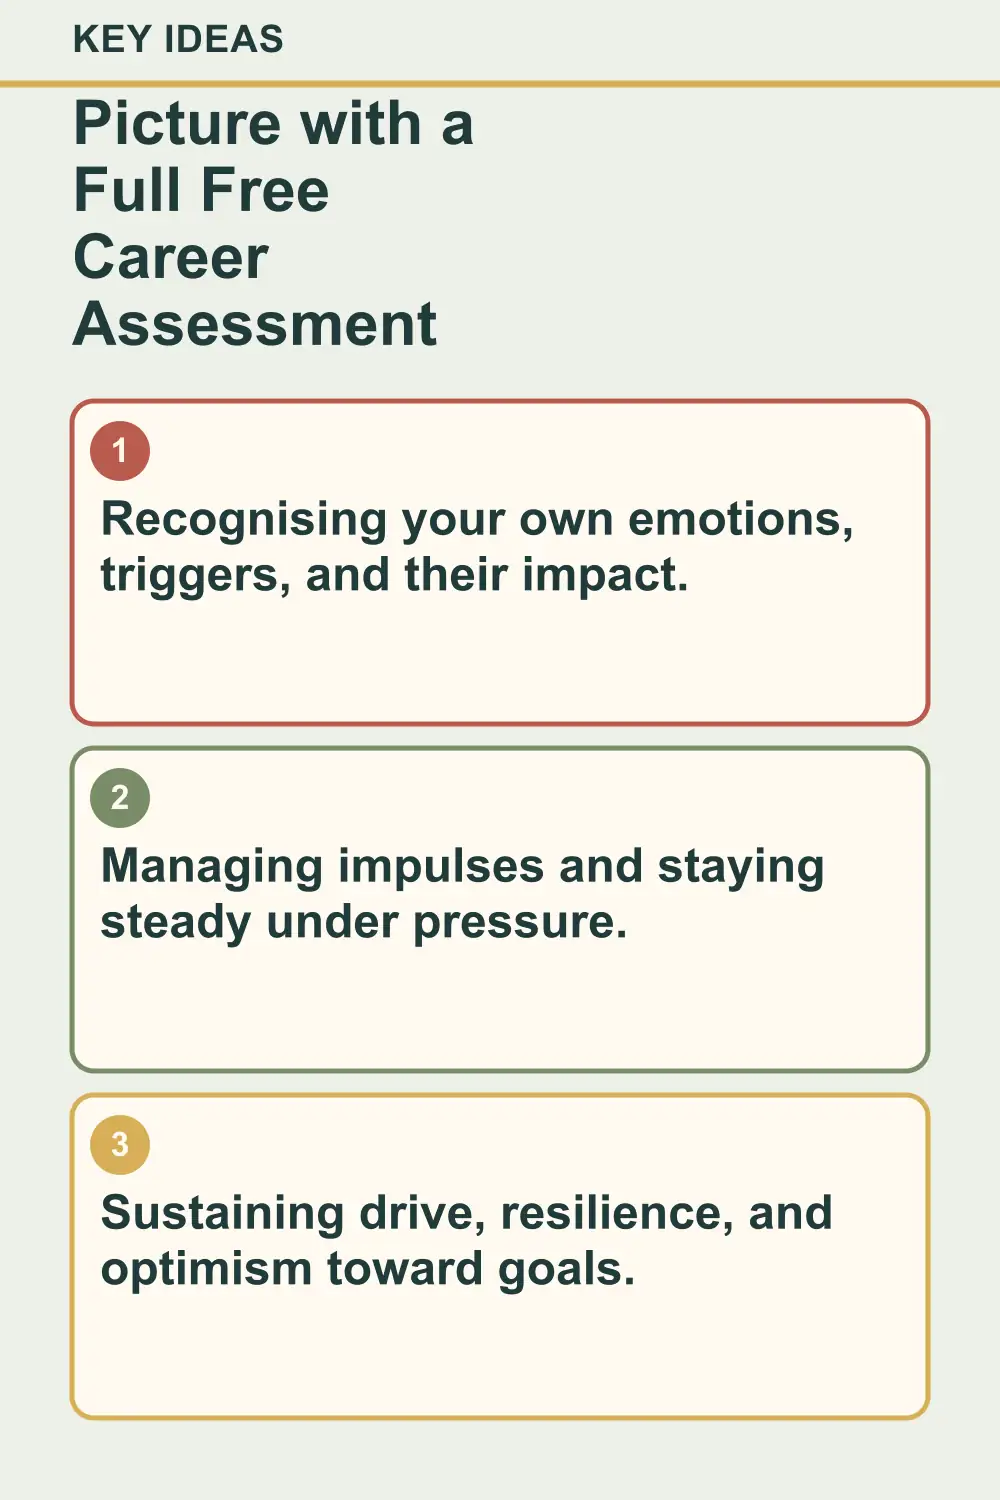 KEY IDEAS
Picture with a
Full Free
Career
Assessment
1
Recognising your own emotions,
triggers, and their impact.
2
Managing impulses and staying
steady under pressure.
3
Sustaining drive, resilience, and
optimism toward goals.